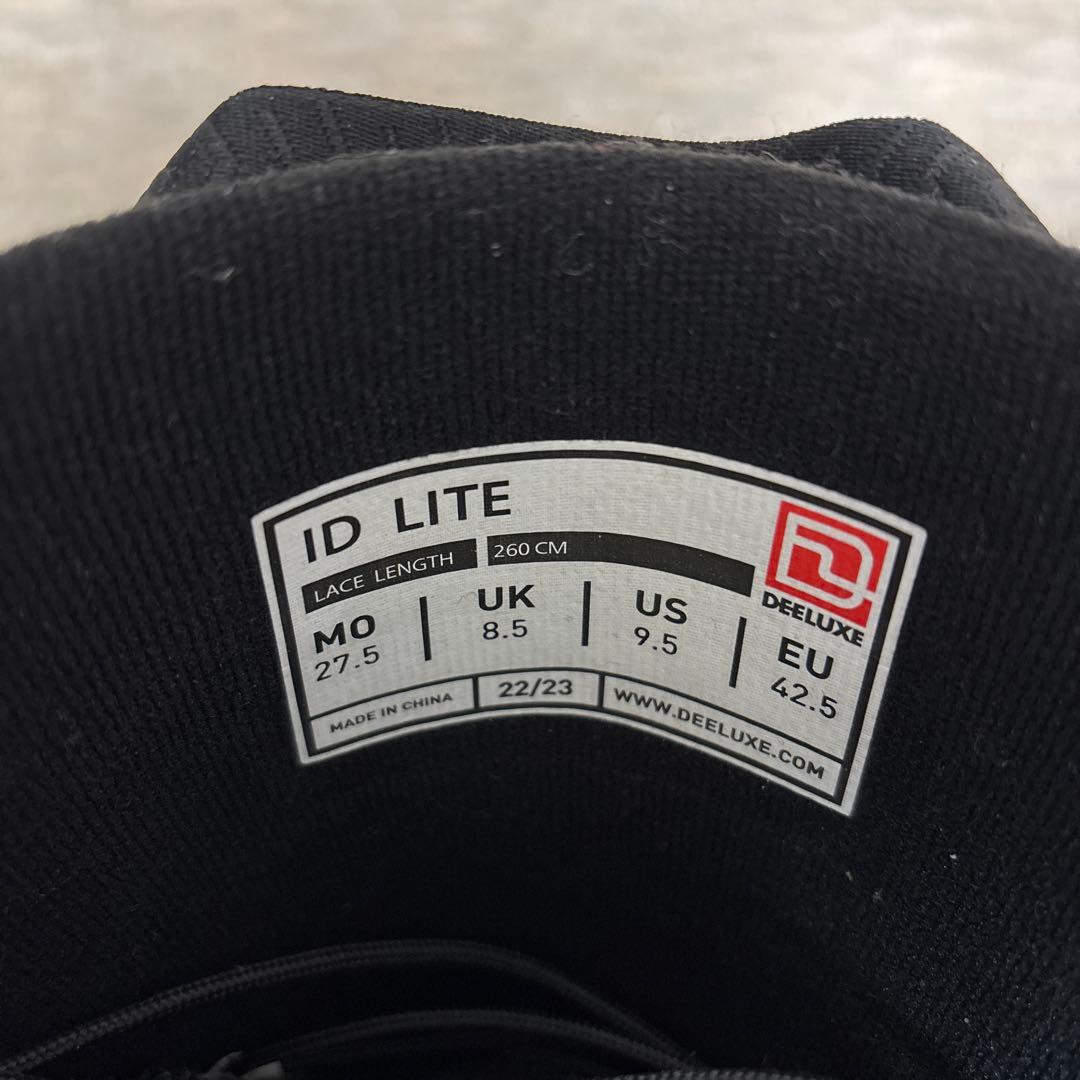 ID LITE
LACE LENGTH 260 CM
DEELUXE
MO UK US EU
27.5 8.5 9.5 42.5
MADE IN CHINA 22/23 WWW.DEELUXE.COM